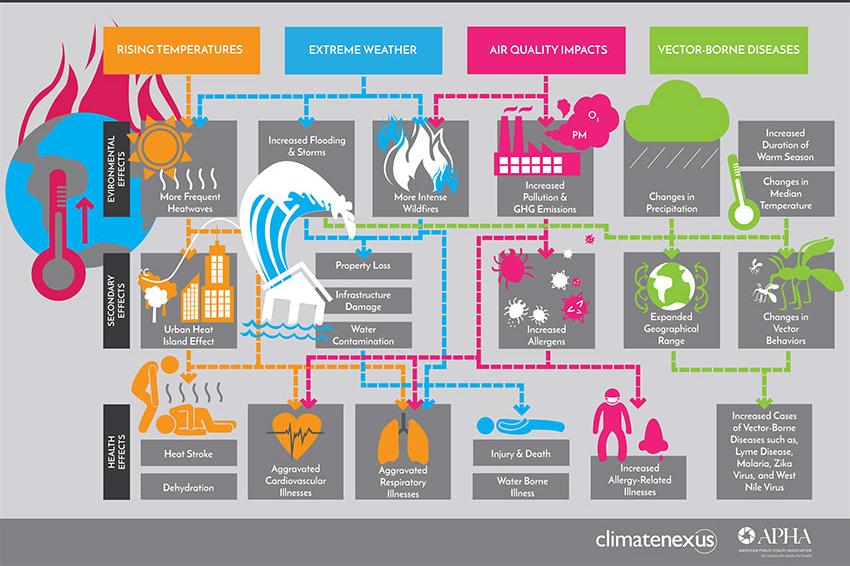 RISING TEMPERATURES
EXTREME WEATHER
AIR QUALITY IMPACTS
VECTOR-BORNE DISEASES
EVIRONMENTAL
EFFECTS
More Frequent
Heatwaves
Increased Flooding
& Storms
More Intense
Wildfires
O3
PM
Increased
Pollution &
GHG Emissions
Changes in
Precipitation
Increased
Duration of
Warm Season
Changes in
Median
Temperature
SECONDARY
EFFECTS
Urban Heat
Island Effect
Property Loss
Infrastructure
Damage
Water
Contamination
Increased
Allergens
Expanded
Geographical
Range
Changes in
Vector
Behaviors
HEALTH
EFFECTS
Heat Stroke
Dehydration
Aggravated
Cardiovascular
Illnesses
Aggravated
Respiratory
Illnesses
Injury & Death
Water Borne
Illness
Increased
Allergy-Related
Illnesses
Increased Cases
of Vector-Borne
Diseases such as,
Lyme Disease,
Malaria, Zika
Virus, and West
Nile Virus
climatenexus
APHA
AMERICAN PUBLIC HEALTH ASSOCIATION